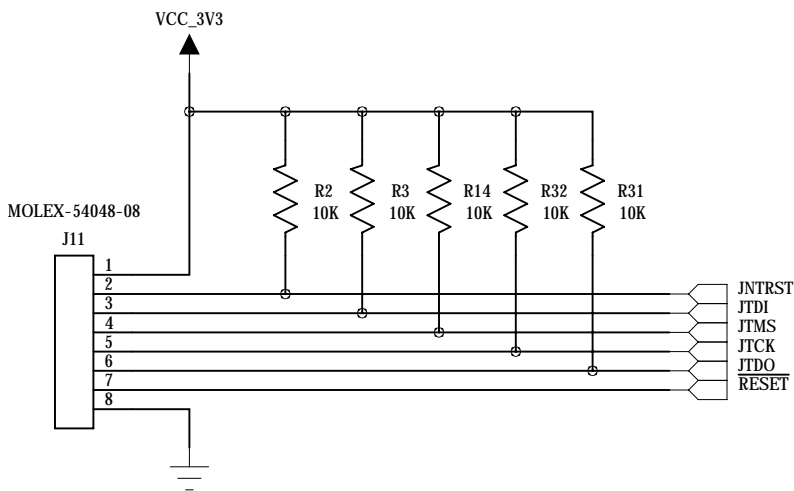 VCC_3V3
R2
10K
R3
10K
R14
10K
R32
10K
R31
10K
MOLEX-54048-08
J11
1
2
3
4
5
6
7
8
JNTRST
JTDI
JTMS
JTCK
JTDO
RESET